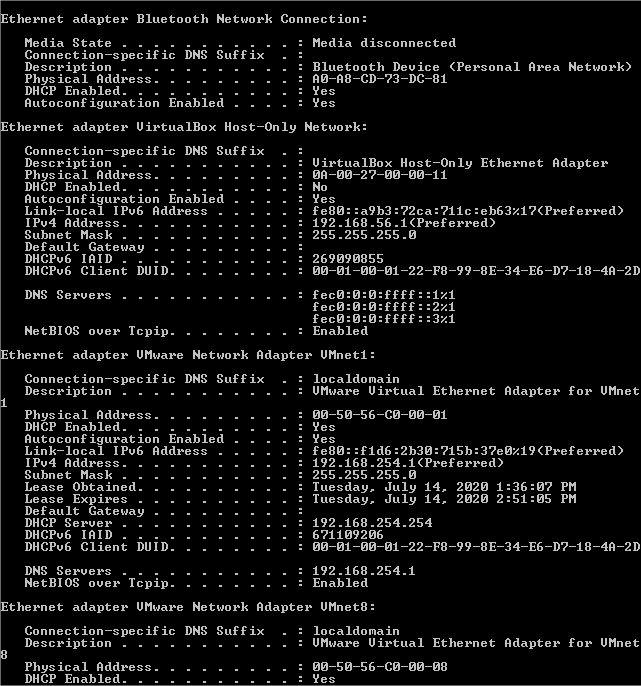 Ethernet adapter Bluetooth Network Connection:
Media State . . . . . . . . . . . : Media disconnected
Connection-specific DNS Suffix  . :
Description . . . . . . . . . . . : Bluetooth Device (Personal Area Network)
Physical Address. . . . . . . . . : A0-A8-CD-73-DC-81
DHCP Enabled. . . . . . . . . . . : Yes
Autoconfiguration Enabled . . . . : Yes
Ethernet adapter VirtualBox Host-Only Network:
Connection-specific DNS Suffix  . :
Description . . . . . . . . . . . : VirtualBox Host-Only Ethernet Adapter
Physical Address. . . . . . . . . : 0A-00-27-00-00-11
DHCP Enabled. . . . . . . . . . . : No
Autoconfiguration Enabled . . . . : Yes
Link-local IPv6 Address . . . . . : fe80::a9b3:72ca:711c:eb63%17(Preferred)
IPv4 Address. . . . . . . . . . . : 192.168.56.1(Preferred)
Subnet Mask . . . . . . . . . . . : 255.255.255.0
Default Gateway . . . . . . . . . :
DHCPv6 IAID . . . . . . . . . . . : 269090855
DHCPv6 Client DUID. . . . . . . . : 00-01-00-01-22-F8-99-8E-34-E6-D7-18-4A-2D
DNS Servers . . . . . . . . . . . : fec0:0:0:ffff::1%1
fec0:0:0:ffff::2%1
fec0:0:0:ffff::3%1
NetBIOS over Tcpip. . . . . . . . : Enabled
Ethernet adapter VMware Network Adapter VMnet1:
Connection-specific DNS Suffix  . : localdomain
Description . . . . . . . . . . . : VMware Virtual Ethernet Adapter for VMnet
1
Physical Address. . . . . . . . . : 00-50-56-C0-00-01
DHCP Enabled. . . . . . . . . . . : Yes
Autoconfiguration Enabled . . . . : Yes
Link-local IPv6 Address . . . . . : fe80::f1d6:2b30:715b:37e0%19(Preferred)
IPv4 Address. . . . . . . . . . . : 192.168.254.1(Preferred)
Subnet Mask . . . . . . . . . . . : 255.255.255.0
Lease Obtained. . . . . . . . . . : Tuesday, July 14, 2020 1:36:07 PM
Lease Expires . . . . . . . . . . : Tuesday, July 14, 2020 2:51:05 PM
Default Gateway . . . . . . . . . :
DHCP Server . . . . . . . . . . . : 192.168.254.254
DHCPv6 IAID . . . . . . . . . . . : 671109206
DHCPv6 Client DUID. . . . . . . . : 00-01-00-01-22-F8-99-8E-34-E6-D7-18-4A-2D
DNS Servers . . . . . . . . . . . : 192.168.254.1
NetBIOS over Tcpip. . . . . . . . : Enabled
Ethernet adapter VMware Network Adapter VMnet8:
Connection-specific DNS Suffix  . : localdomain
Description . . . . . . . . . . . : VMware Virtual Ethernet Adapter for VMnet
8
Physical Address. . . . . . . . . : 00-50-56-C0-00-08
DHCP Enabled. . . . . . . . . . . : Yes